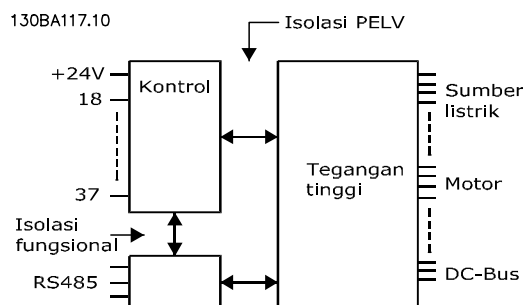 130BA117.10
Isolasi PELV
+24V
18
37
Kontrol
Tegangan
tinggi
Sumber
listrik
Motor
DC-Bus
Isolasi
fungsional
RS485